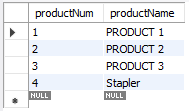 productNum productName
1 PRODUCT 1
2 PRODUCT 2
3 PRODUCT 3
4 Stapler
NULL NULL